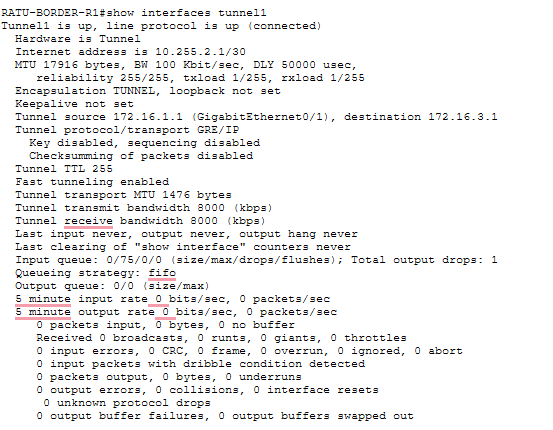 RATU-BORDER-R1#show interfaces tunnel1
Tunnel1 is up, line protocol is up (connected)
Hardware is Tunnel
Internet address is 10.255.2.1/30
MTU 17916 bytes, BW 100 Kbit/sec, DLY 50000 usec,
reliability 255/255, txload 1/255, rxload 1/255
Encapsulation TUNNEL, loopback not set
Keepalive not set
Tunnel source 172.16.1.1 (GigabitEthernet0/1), destination 172.16.3.1
Tunnel protocol/transport GRE/IP
Key disabled, sequencing disabled
Checksumming of packets disabled
Tunnel TTL 255
Fast tunneling enabled
Tunnel transport MTU 1476 bytes
Tunnel transmit bandwidth 8000 (kbps)
Tunnel receive bandwidth 8000 (kbps)
Last input never, output never, output hang never
Last clearing of "show interface" counters never
Input queue: 0/75/0/0 (size/max/drops/flushes); Total output drops: 1
Queueing strategy: fifo
Output queue: 0/0 (size/max)
5 minute input rate 0 bits/sec, 0 packets/sec
5 minute output rate 0 bits/sec, 0 packets/sec
0 packets input, 0 bytes, 0 no buffer
Received 0 broadcasts, 0 runts, 0 giants, 0 throttles
0 input errors, 0 CRC, 0 frame, 0 overrun, 0 ignored, 0 abort
0 input packets with dribble condition detected
0 packets output, 0 bytes, 0 underruns
0 output errors, 0 collisions, 0 interface resets
0 unknown protocol drops
0 output buffer failures, 0 output buffers swapped out